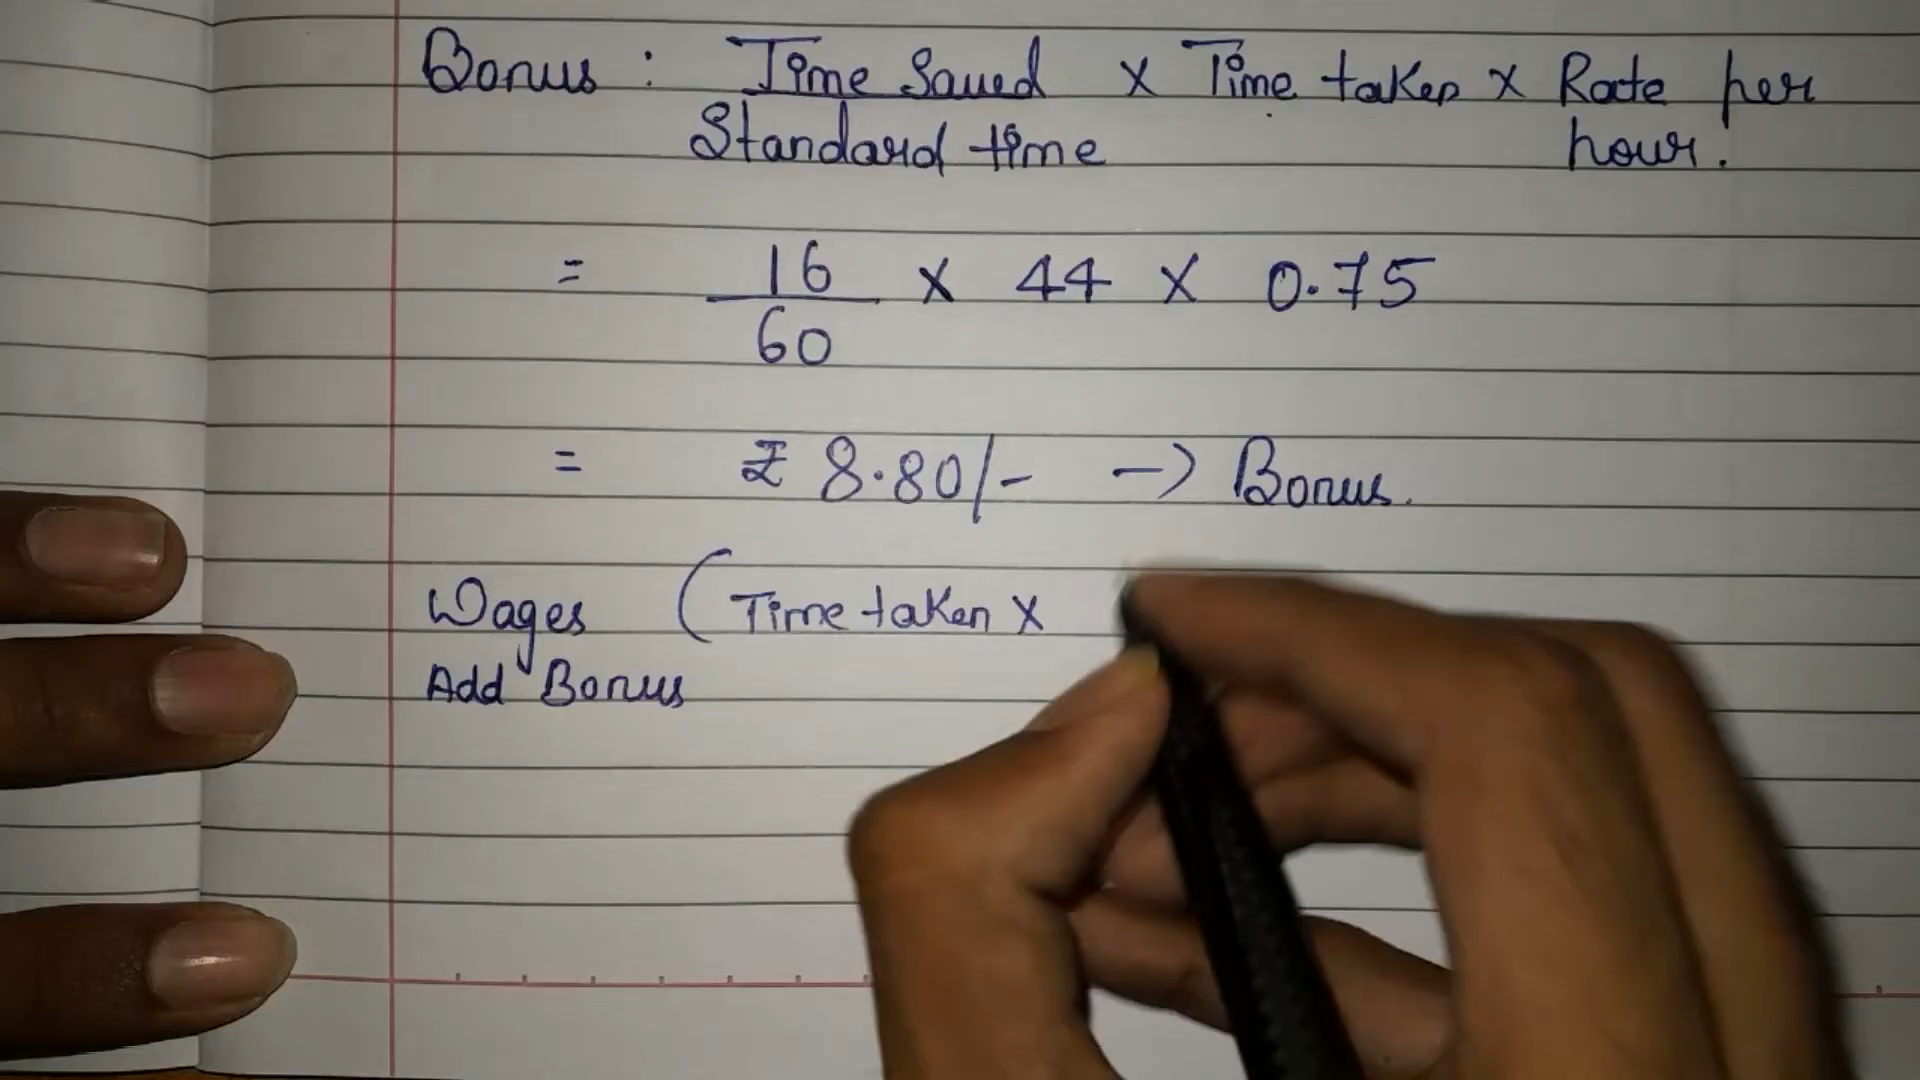 Bonus : Time Saved × Time taken × Rate per
Standard time hour.
= 16 × 44 × 0.75
60
= ₹ 8.80/- -> Bonus.
Wages (Time taken ×
Add Bonus